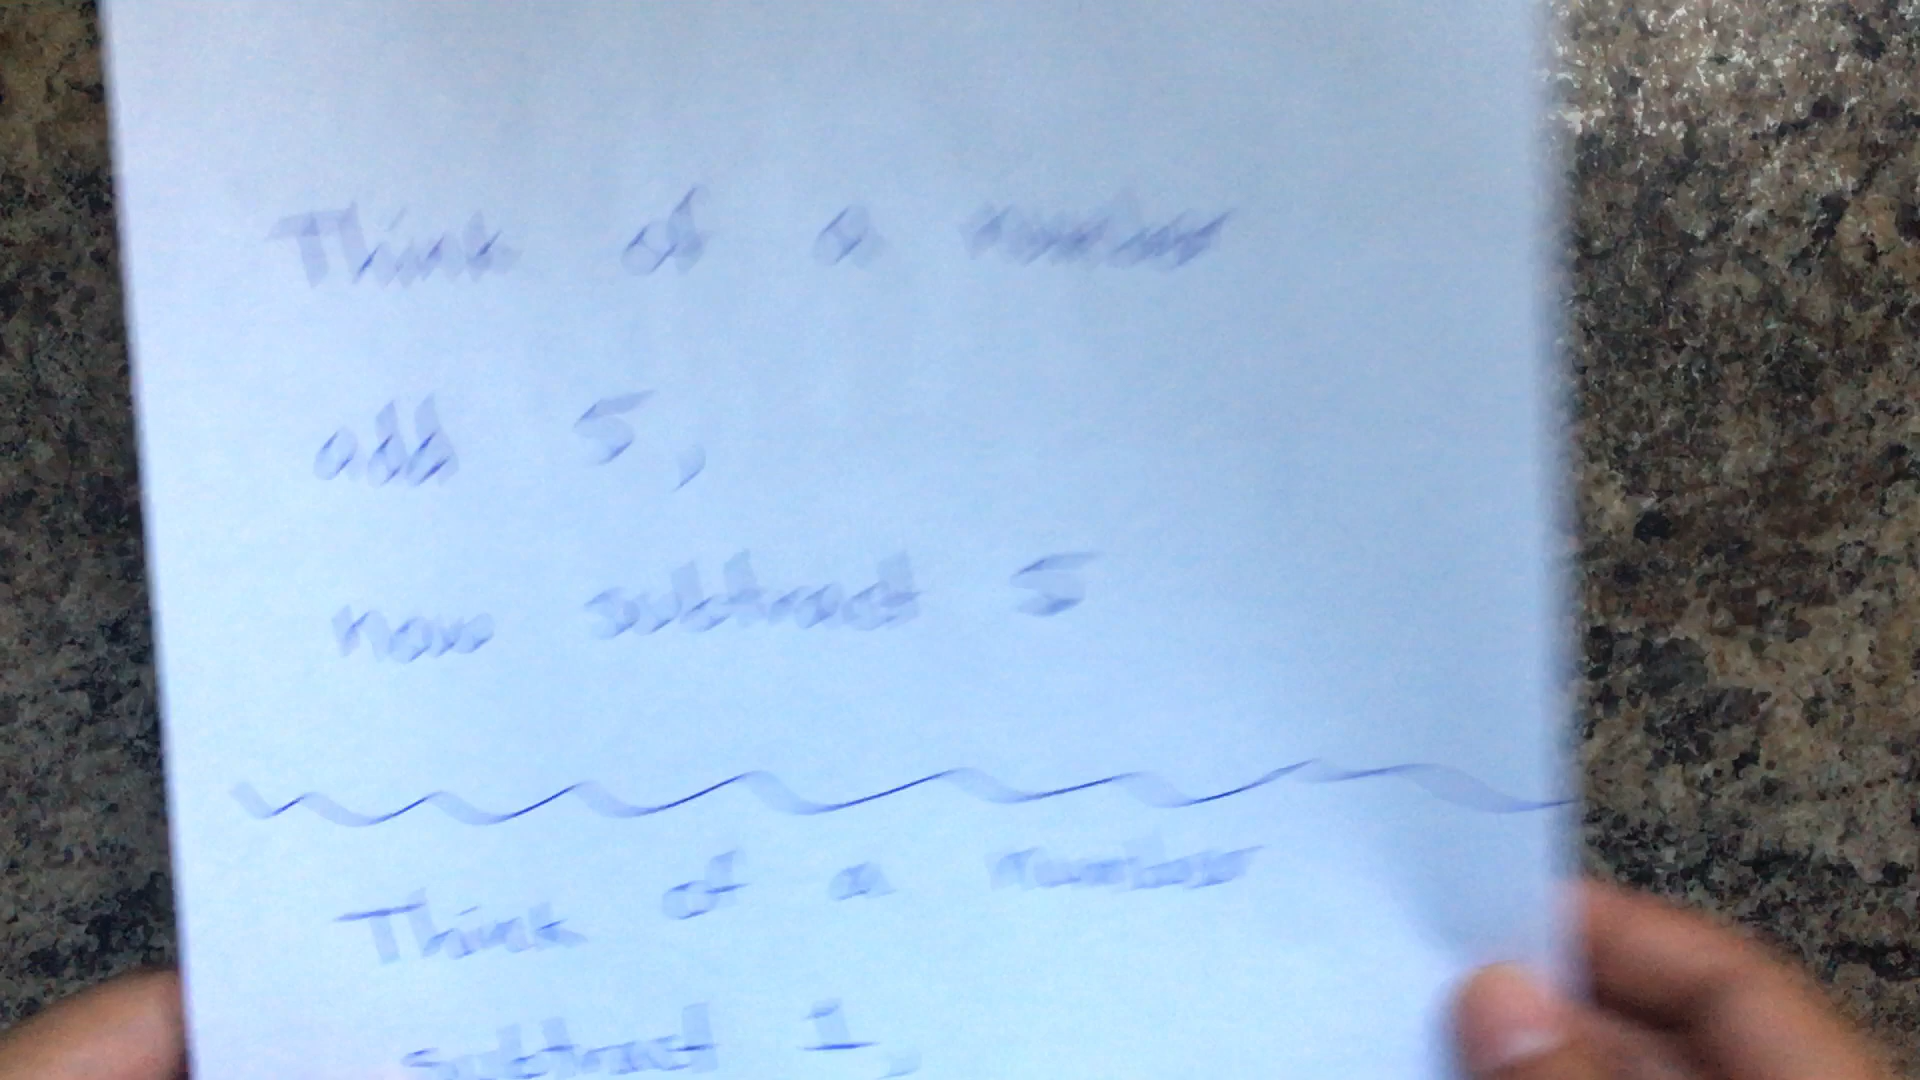 Think of a number
add 5,
now subtract 5
Think of a number
subtract 1,